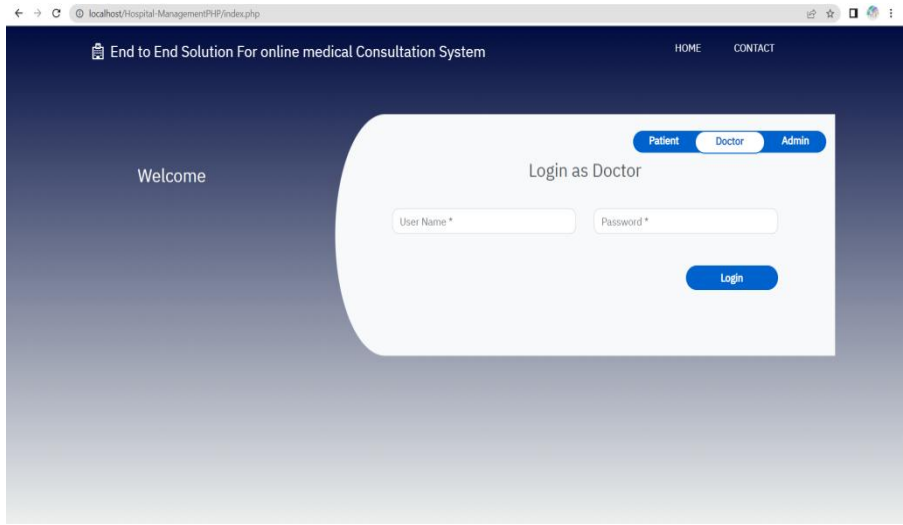 localhost/Hospital-ManagementPHP/index.php
End to End Solution For online medical Consultation System
HOME CONTACT
Patient Doctor Admin
Welcome
Login as Doctor
User Name * Password *
Login